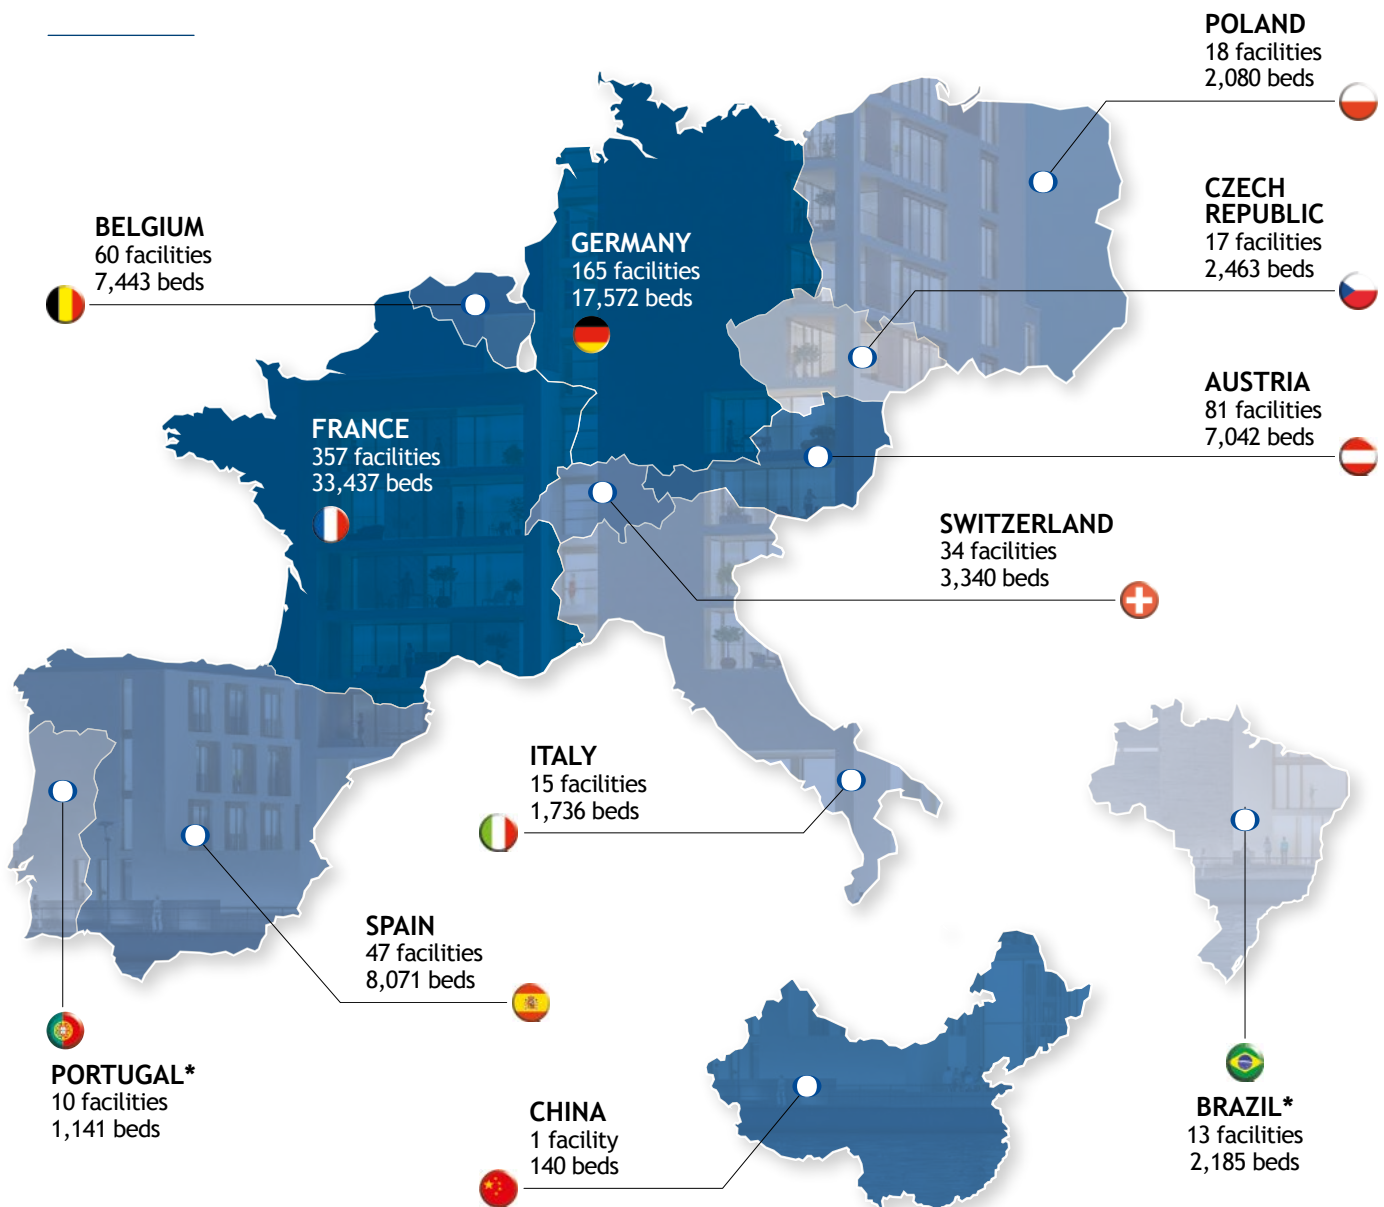 POLAND
18 facilities
2,080 beds
CZECH
REPUBLIC
17 facilities
2,463 beds
BELGIUM
60 facilities
7,443 beds
GERMANY
165 facilities
17,572 beds
AUSTRIA
81 facilities
7,042 beds
FRANCE
357 facilities
33,437 beds
SWITZERLAND
34 facilities
3,340 beds
ITALY
15 facilities
1,736 beds
SPAIN
47 facilities
8,071 beds
PORTUGAL*
10 facilities
1,141 beds
CHINA
1 facility
140 beds
BRAZIL*
13 facilities
2,185 beds